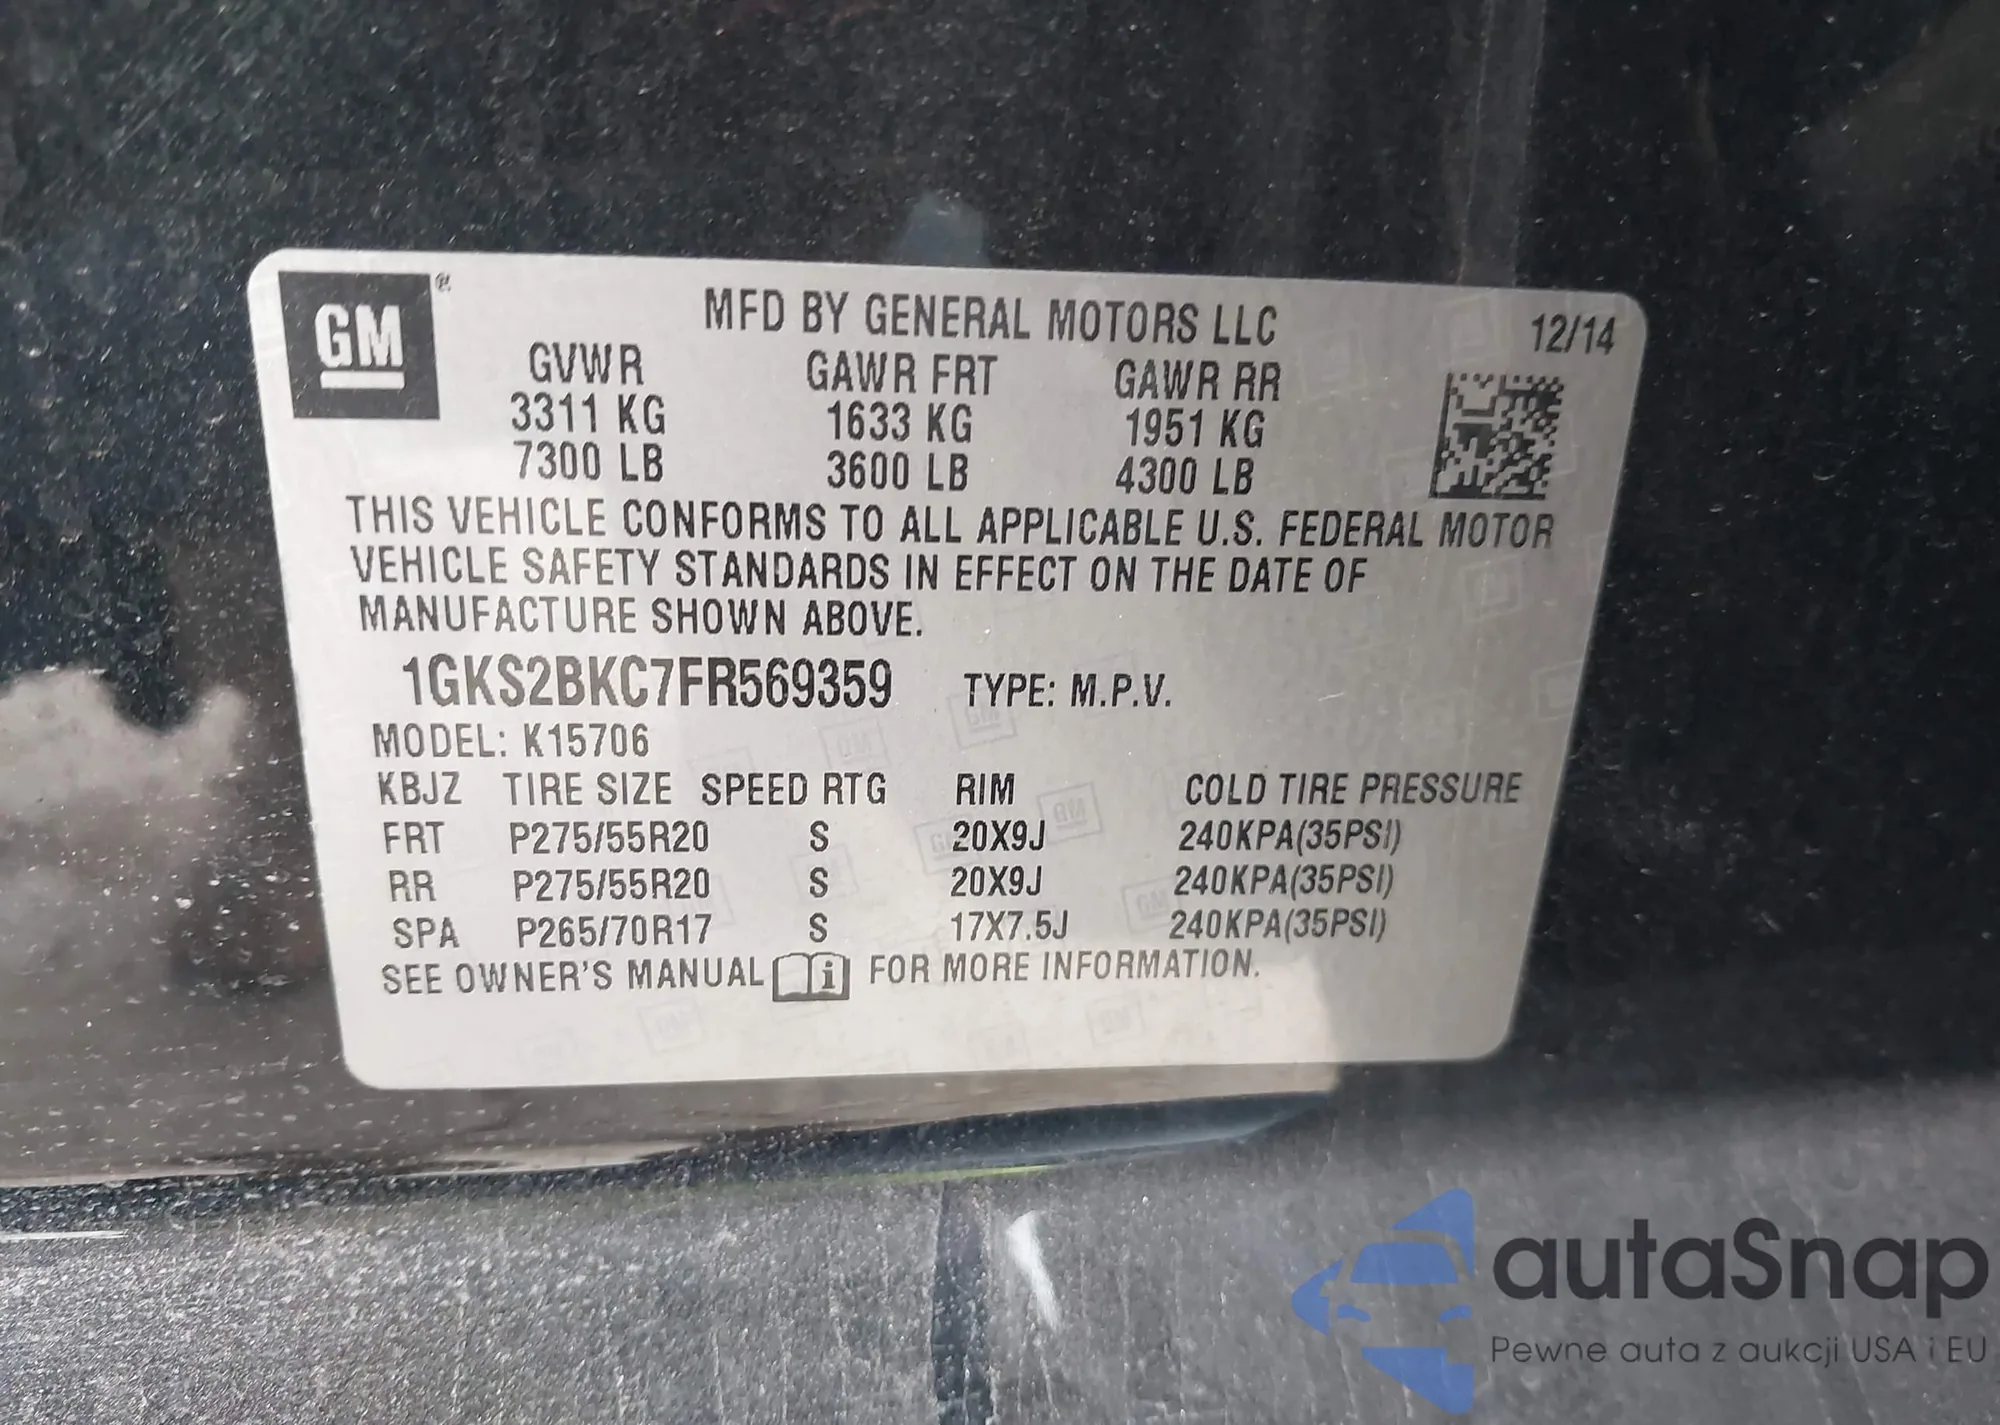 GM ®
MFD BY GENERAL MOTORS LLC 12/14
GVWR GAWR FRT GAWR RR
3311 KG 1633 KG 1951 KG
7300 LB 3600 LB 4300 LB
THIS VEHICLE CONFORMS TO ALL APPLICABLE U.S. FEDERAL MOTOR
VEHICLE SAFETY STANDARDS IN EFFECT ON THE DATE OF
MANUFACTURE SHOWN ABOVE.
1GKS2BKC7FR569359 TYPE: M.P.V.
MODEL: K15706
KBJZ TIRE SIZE SPEED RTG RIM COLD TIRE PRESSURE
FRT P275/55R20 S 20X9J 240KPA(35PSI)
RR P275/55R20 S 20X9J 240KPA(35PSI)
SPA P265/70R17 S 17X7.5J 240KPA(35PSI)
SEE OWNER'S MANUAL i FOR MORE INFORMATION.
autaSnap
Pewne auta z aukcji USA i EU